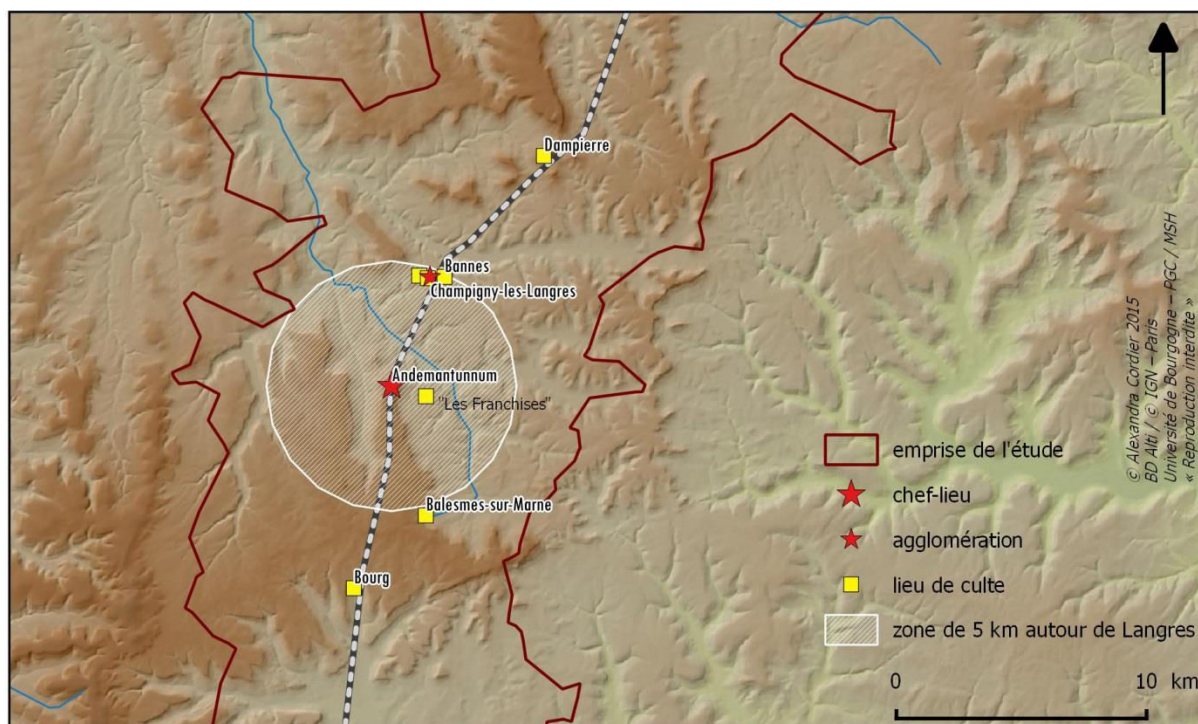 Dampierre
Bannes
Champigny-les-Langres
Andemantunnum
"Les Franchises"
Balesmes-sur-Marne
Bourg
emprise de l'étude
chef-lieu
agglomération
lieu de culte
zone de 5 km autour de Langres
0 10 km
© Alexandra Cordier 2015
BD Alti / © IGN – Paris
Université de Bourgogne – PGC / MSH
« Reproduction interdite »